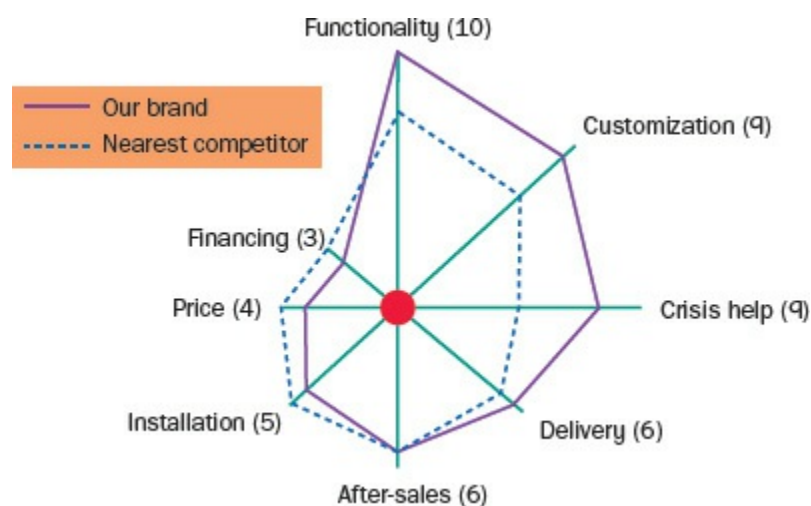 Functionality (10)
Our brand
Nearest competitor
Customization (9)
Financing (3)
Price (4)
Crisis help (9)
Installation (5)
Delivery (6)
After-sales (6)